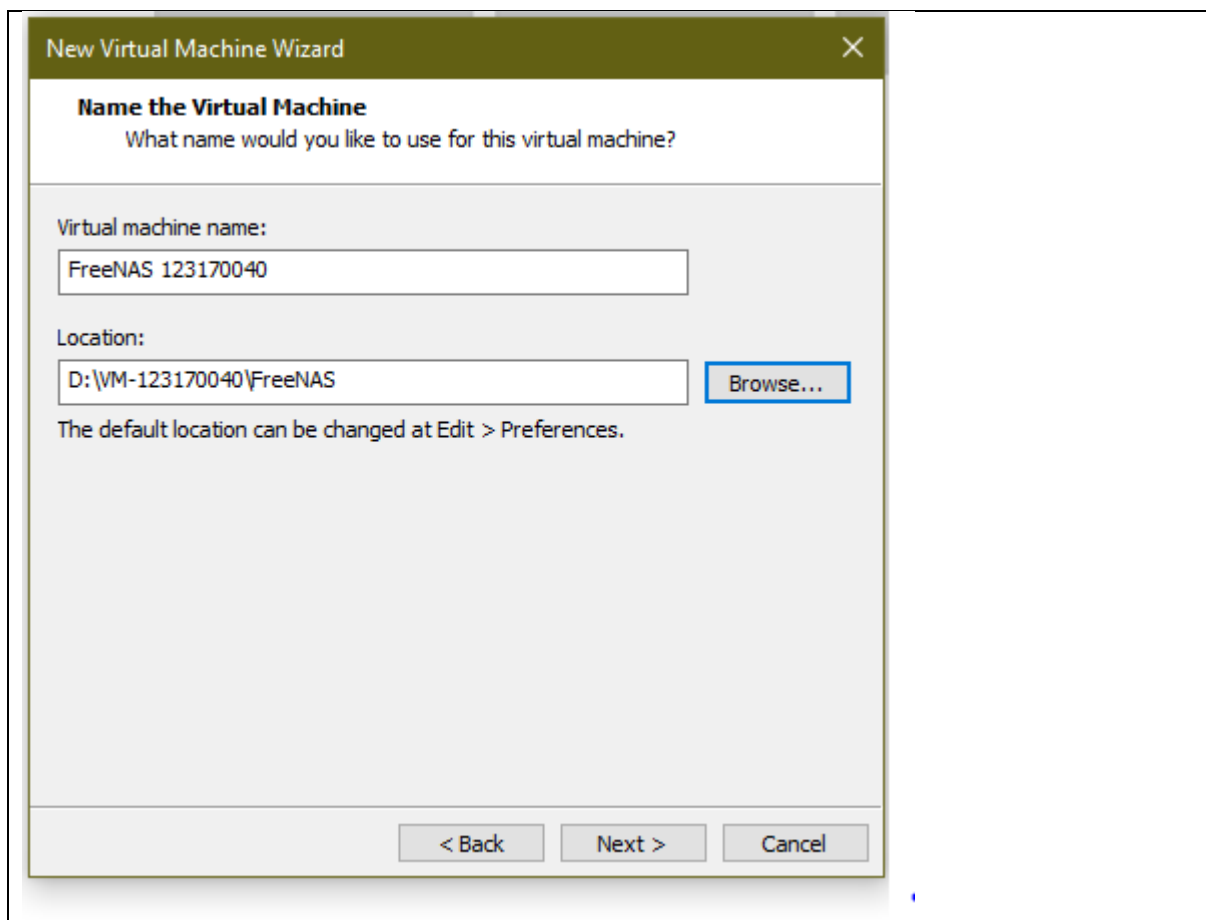 New Virtual Machine Wizard
Name the Virtual Machine
What name would you like to use for this virtual machine?
Virtual machine name:
FreeNAS 123170040
Location:
D:\VM-123170040\FreeNAS
Browse...
The default location can be changed at Edit > Preferences.
< Back
Next >
Cancel